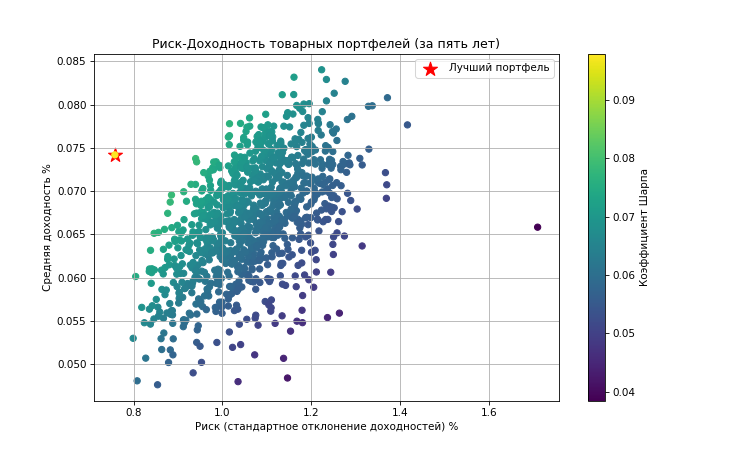 Риск-Доходность товарных портфелей (за пять лет)
Лучший портфель
Средняя доходность %
0.085
0.080
0.075
0.070
0.065
0.060
0.055
0.050
0.8 1.0 1.2 1.4 1.6
Риск (стандартное отклонение доходностей) %
0.09
0.08
0.07
0.06
0.05
0.04
Коэффициент Шарпа